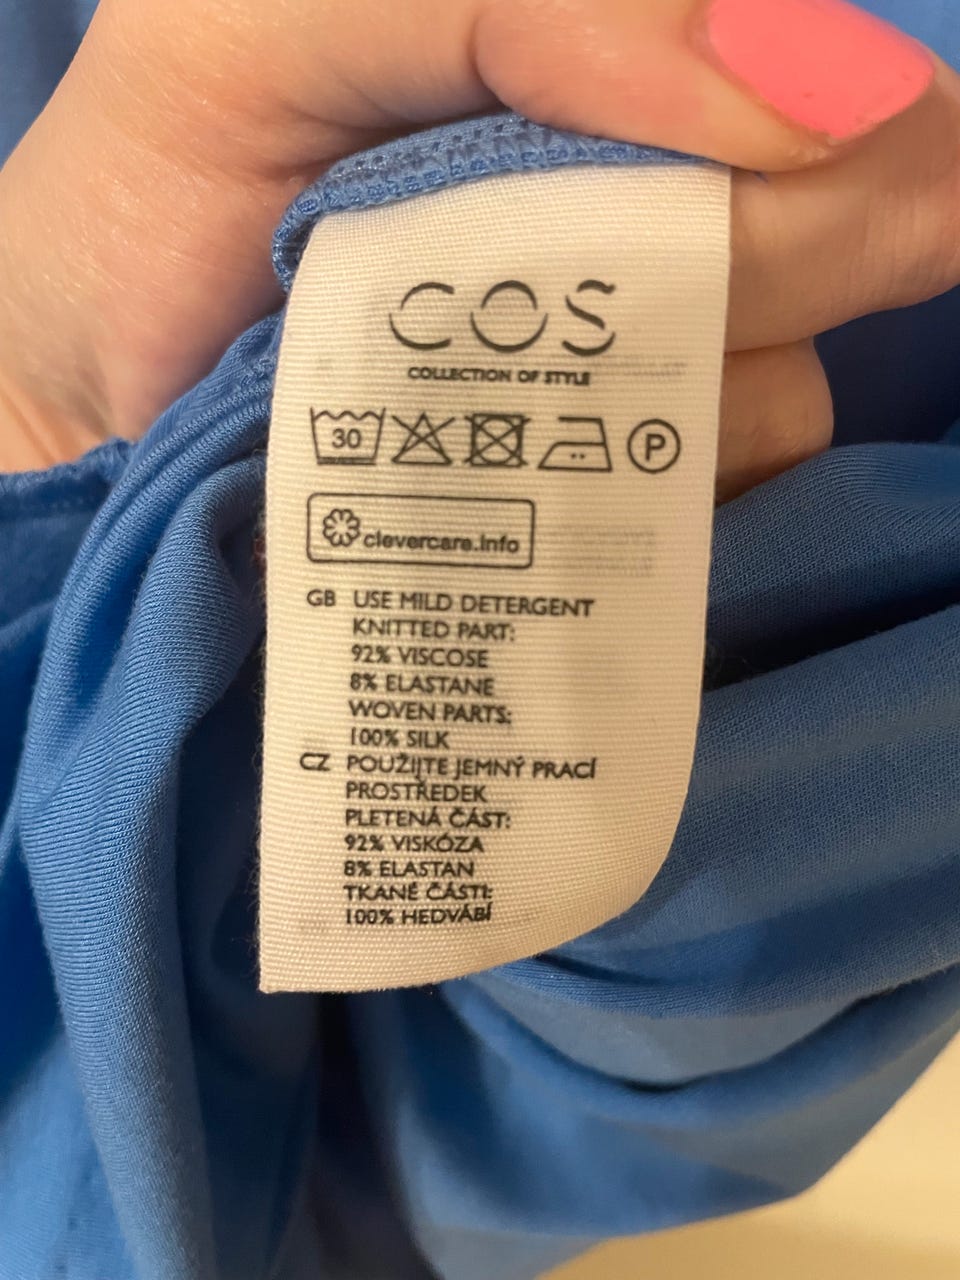 COS
COLLECTION OF STYLE
30 P
clevercare.info
GB USE MILD DETERGENT
KNITTED PART:
92% VISCOSE
8% ELASTANE
WOVEN PARTS:
100% SILK
CZ POUŽIJTE JEMNÝ PRACÍ
PROSTŘEDEK
PLETENÁ ČÁST:
92% VISKÓZA
8% ELASTAN
TKANÉ ČÁSTI:
100% HEDVÁBÍ